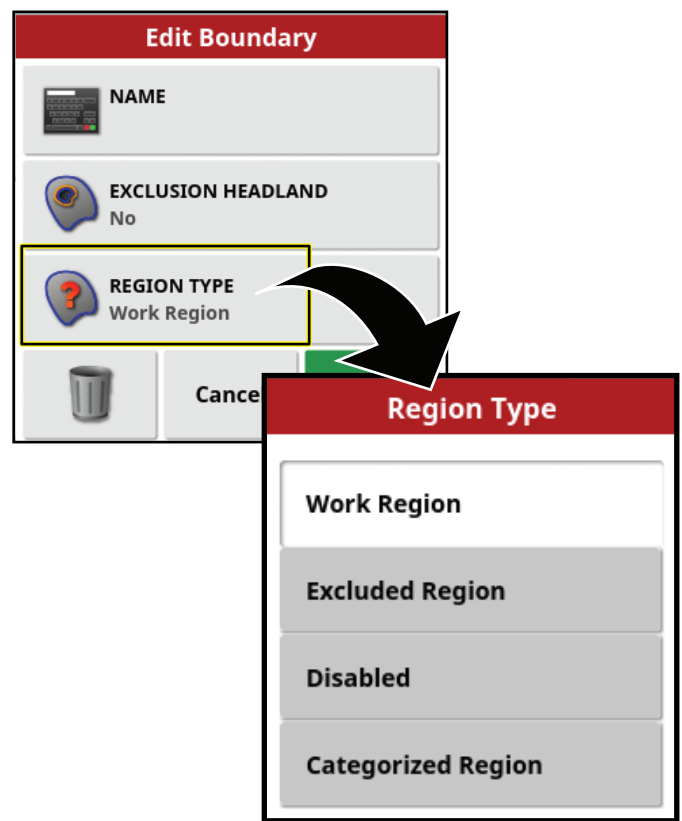 Edit Boundary
NAME
EXCLUSION HEADLAND
No
REGION TYPE
Work Region
Cance
Region Type
Work Region
Excluded Region
Disabled
Categorized Region